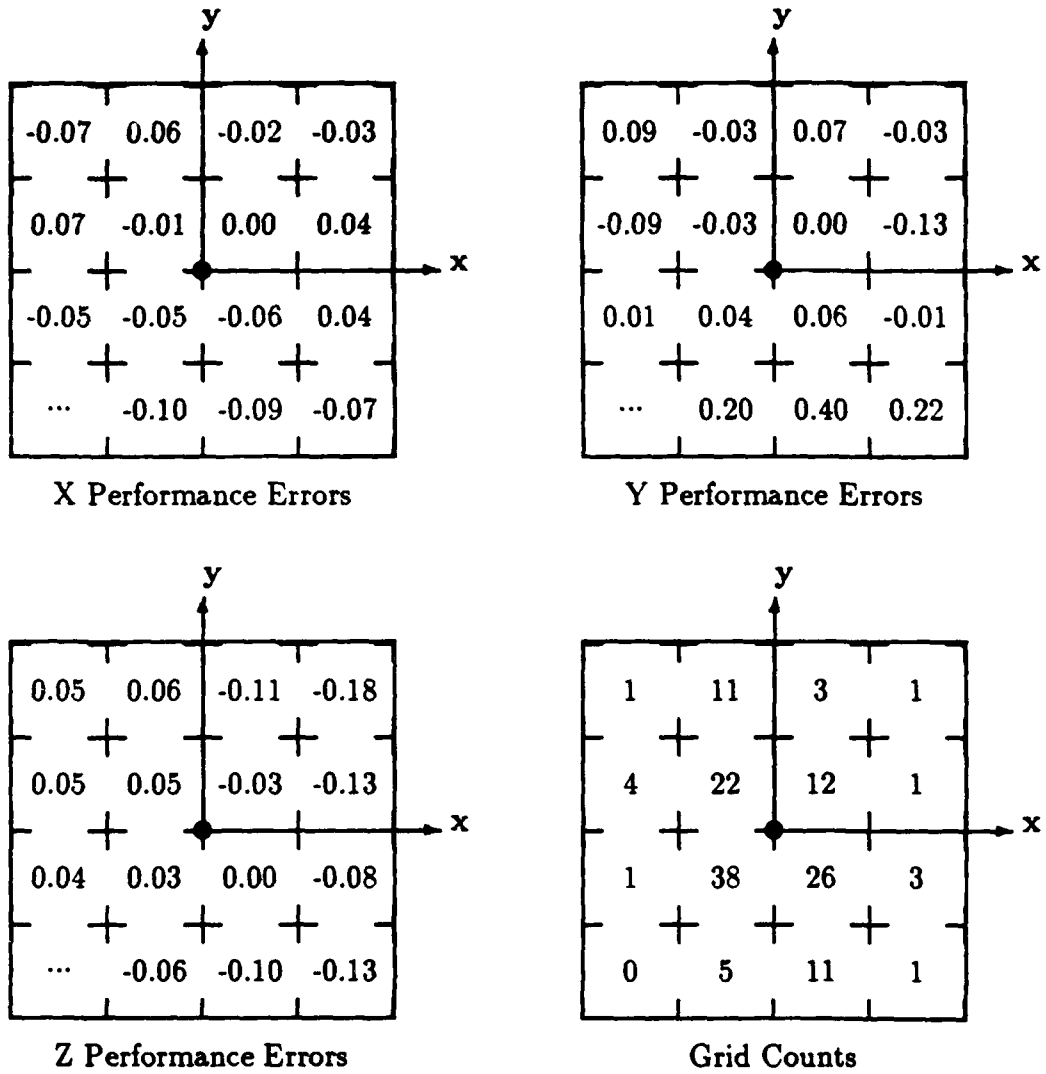 y y
-0.07 0.06 -0.02 -0.03 0.09 -0.03 0.07 -0.03
0.07 -0.01 0.00 0.04 -0.09 -0.03 0.00 -0.13
x x
-0.05 -0.05 -0.06 0.04 0.01 0.04 0.06 -0.01
... -0.10 -0.09 -0.07 ... 0.20 0.40 0.22
X Performance Errors Y Performance Errors
y y
0.05 0.06 -0.11 -0.18 1 11 3 1
0.05 0.05 -0.03 -0.13 4 22 12 1
x x
0.04 0.03 0.00 -0.08 1 38 26 3
... -0.06 -0.10 -0.13 0 5 11 1
Z Performance Errors Grid Counts